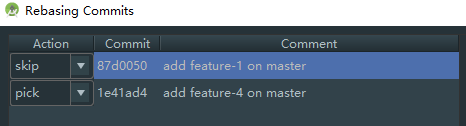 Rebasing Commits
Action Commit Comment
skip 87d0050 add feature-1 on master
pick 1e41ad4 add feature-4 on master